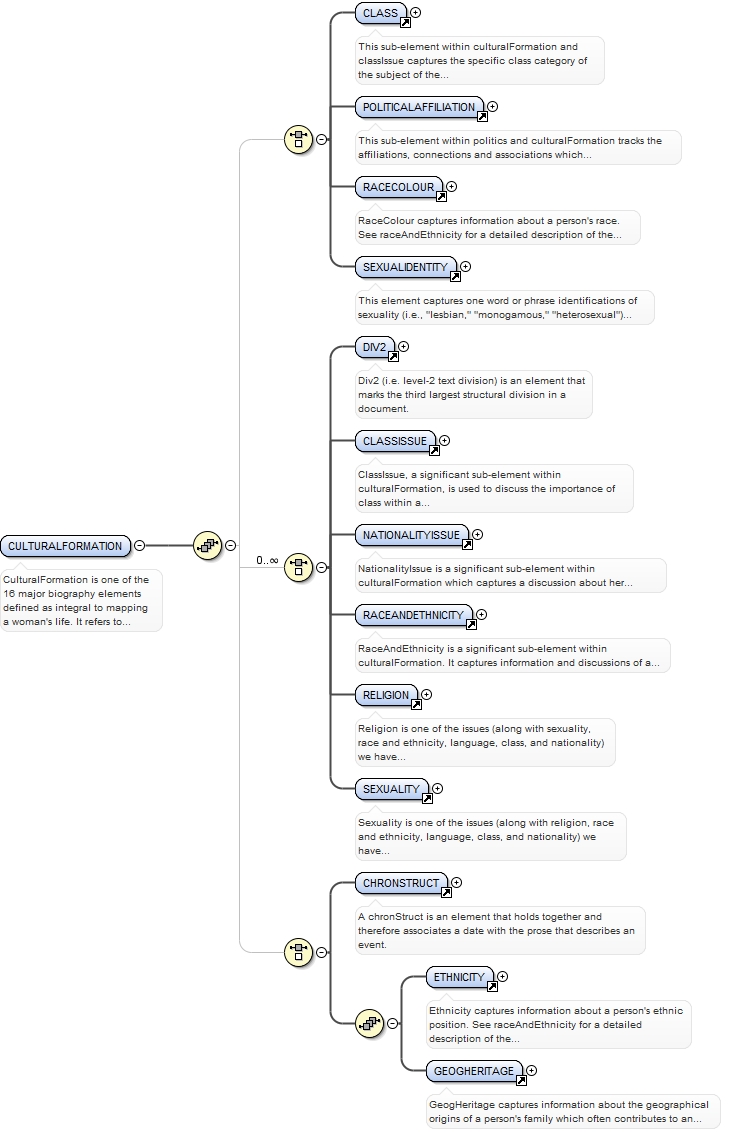 CLASS
This sub-element within culturalFormation and
classIssue captures the specific class category of
the subject of the...
POLITICALAFFILIATION
This sub-element within politics and culturalFormation tracks the
affiliations, connections and associations which...
RACECOLOUR
RaceColour captures information about a person's race.
See raceAndEthnicity for a detailed description of the...
SEXUALIDENTITY
This element captures one word or phrase identifications of
sexuality (i.e., "lesbian," "monogamous," "heterosexual")...
DIV2
Div2 (i.e. level-2 text division) is an element that
marks the third largest structural division in a
document.
CLASSISSUE
ClassIssue, a significant sub-element within
culturalFormation, is used to discuss the importance of
class within a...
CULTURALFORMATION
CulturalFormation is one of the
16 major biography elements
defined as integral to mapping
a woman's life. It refers to...
0..∞
NATIONALITYISSUE
NationalityIssue is a significant sub-element within
culturalFormation which captures a discussion about her...
RACEANDETHNICITY
RaceAndEthnicity is a significant sub-element within
culturalFormation. It captures information and discussions of a...
RELIGION
Religion is one of the issues (along with sexuality,
race and ethnicity, language, class, and nationality)
we have...
SEXUALITY
Sexuality is one of the issues (along with religion, race
and ethnicity, language, class, and nationality) we
have...
CHRONSTRUCT
A chronStruct is an element that holds together and
therefore associates a date with the prose that describes an
event.
ETHNICITY
Ethnicity captures information about a person's ethnic
position. See raceAndEthnicity for a detailed
description of the...
GEOGHERITAGE
GeogHeritage captures information about the geographical
origins of a person's family which often contributes to an...